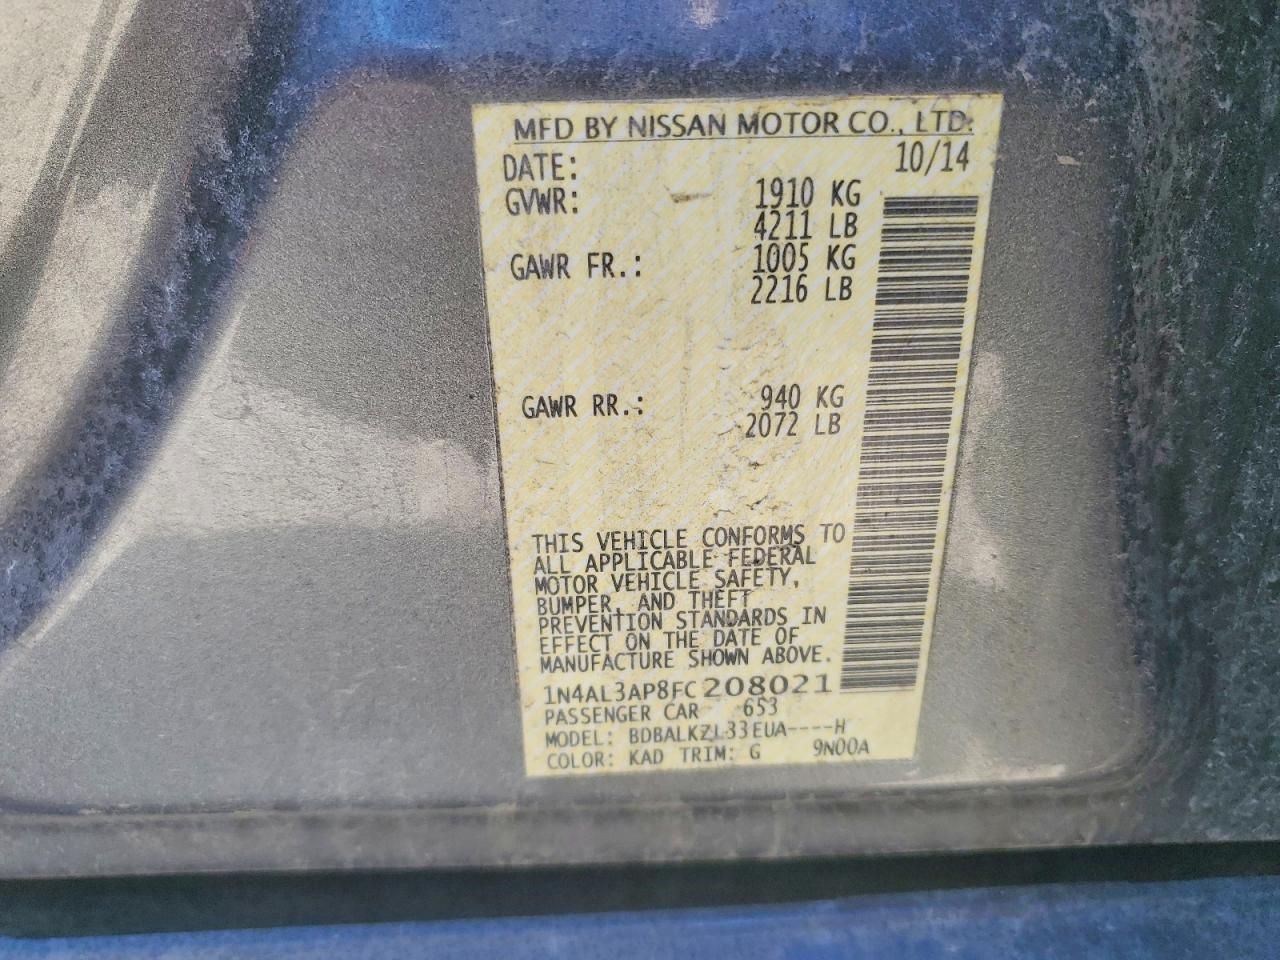 MFD BY NISSAN MOTOR CO., LTD.
DATE: 10/14
GVWR: 1910 KG
4211 LB
GAWR FR.: 1005 KG
2216 LB
GAWR RR.: 940 KG
2072 LB
THIS VEHICLE CONFORMS TO
ALL APPLICABLE FEDERAL
MOTOR VEHICLE SAFETY,
BUMPER, AND THEFT
PREVENTION STANDARDS IN
EFFECT ON THE DATE OF
MANUFACTURE SHOWN ABOVE.
1N4AL3AP8FC208021
PASSENGER CAR 653
MODEL: BDBALKZL33EUA----H
COLOR: KAD TRIM: G 9N00A